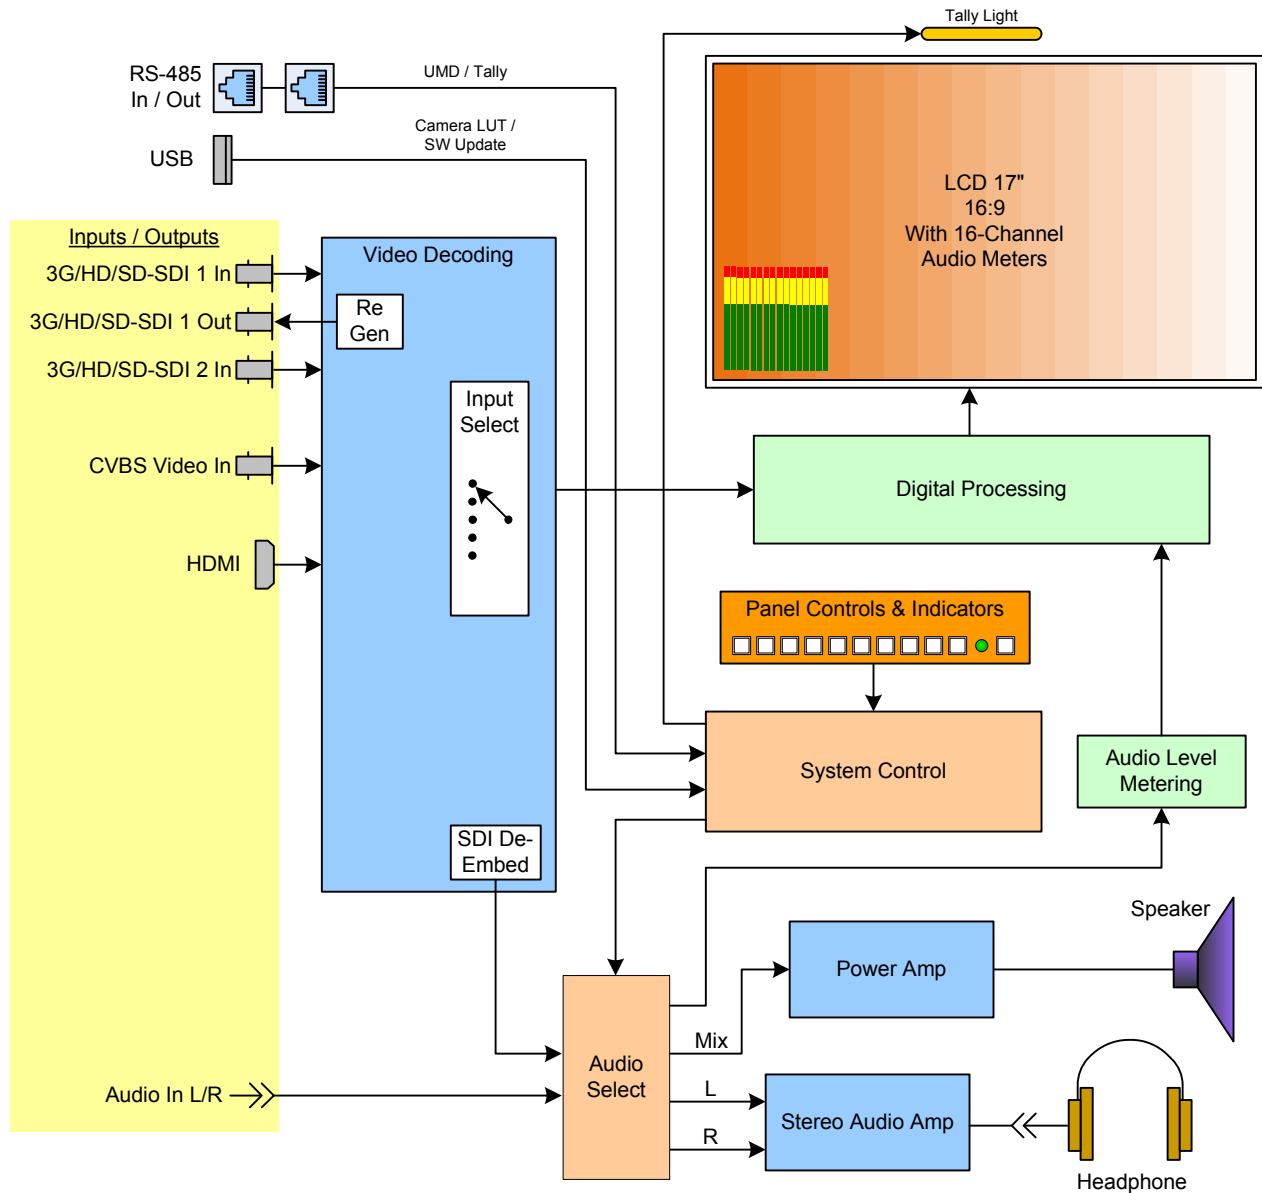 Tally Light
RS-485
In / Out
UMD / Tally
Camera LUT /
SW Update
USB
LCD 17"
16:9
With 16-Channel
Audio Meters
Inputs / Outputs
3G/HD/SD-SDI 1 In
3G/HD/SD-SDI 1 Out
3G/HD/SD-SDI 2 In
CVBS Video In
HDMI
Video Decoding
Re
Gen
Input
Select
Digital Processing
Panel Controls & Indicators
System Control
Audio Level
Metering
SDI De-
Embed
Speaker
Power Amp
Mix
Audio
Select
Audio In L/R
L
R
Stereo Audio Amp
Headphone